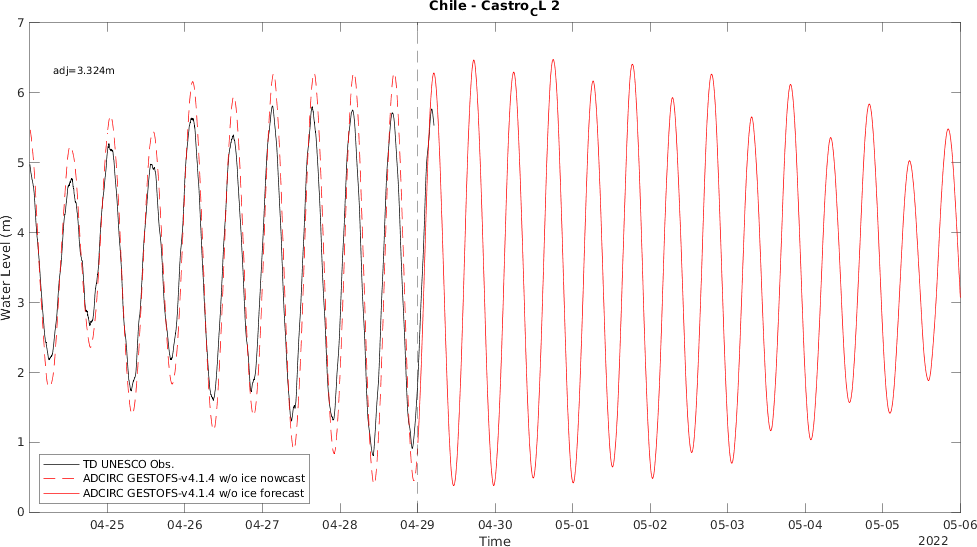 Chile - Castro_CL 2
7
adj=3.324m
6
5
4
3
2
1
0
Water Level (m)
TD UNESCO Obs.
ADCIRC GESTOFS-v4.1.4 w/o ice nowcast
ADCIRC GESTOFS-v4.1.4 w/o ice forecast
04-25 04-26 04-27 04-28 04-29 04-30 05-01 05-02 05-03 05-04 05-05 05-06
Time
2022